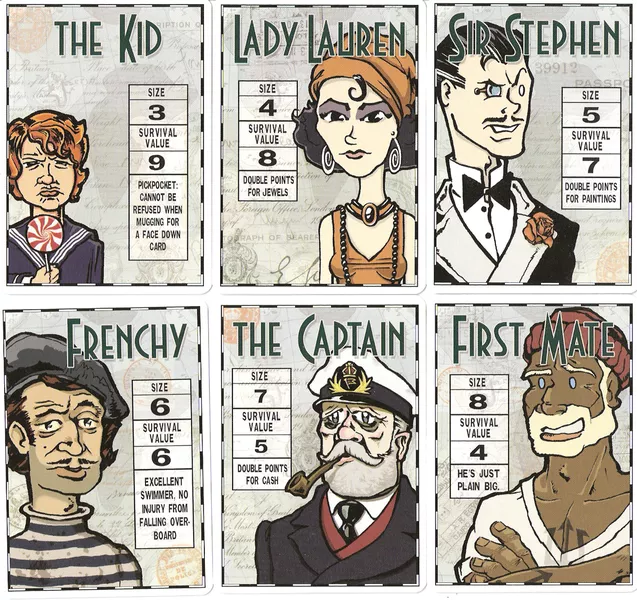 THE KID
SIZE
3
SURVIVAL
VALUE
9
PICKPOCKET:
CANNOT BE
REFUSED WHEN
MUGGING FOR
A FACE DOWN
CARD
LADY LAUREN
SIZE
4
SURVIVAL
VALUE
8
DOUBLE POINTS
FOR JEWELS
SIR STEPHEN
39912
PASSPO
SIZE
5
SURVIVAL
VALUE
7
DOUBLE POINTS
FOR PAINTINGS
FRENCHY
SIZE
6
SURVIVAL
VALUE
6
EXCELLENT
SWIMMER, NO
INJURY FROM
FALLING OVER-
BOARD
THE CAPTAIN
SIZE
7
SURVIVAL
VALUE
5
DOUBLE POINTS
FOR CASH
FIRST MATE
SIZE
8
SURVIVAL
VALUE
4
HE'S JUST
PLAIN BIG.